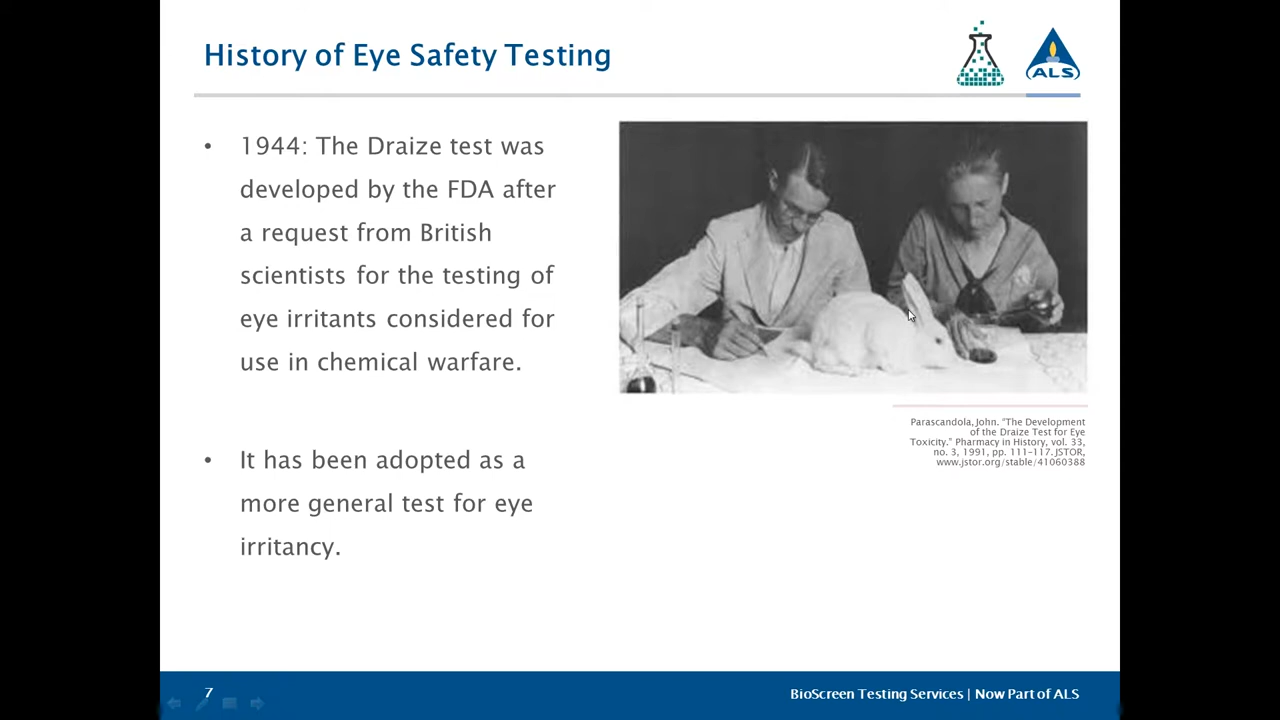 History of Eye Safety Testing
ALS
• 1944: The Draize test was
developed by the FDA after
a request from British
scientists for the testing of
eye irritants considered for
use in chemical warfare.
• It has been adopted as a
more general test for eye
irritancy.
Parascandola, John. "The Development
of the Draize Test for Eye
Toxicity." Pharmacy in History, vol. 33,
no. 3, 1991, pp. 111–117. JSTOR,
www.jstor.org/stable/41060388
7
BioScreen Testing Services | Now Part of ALS